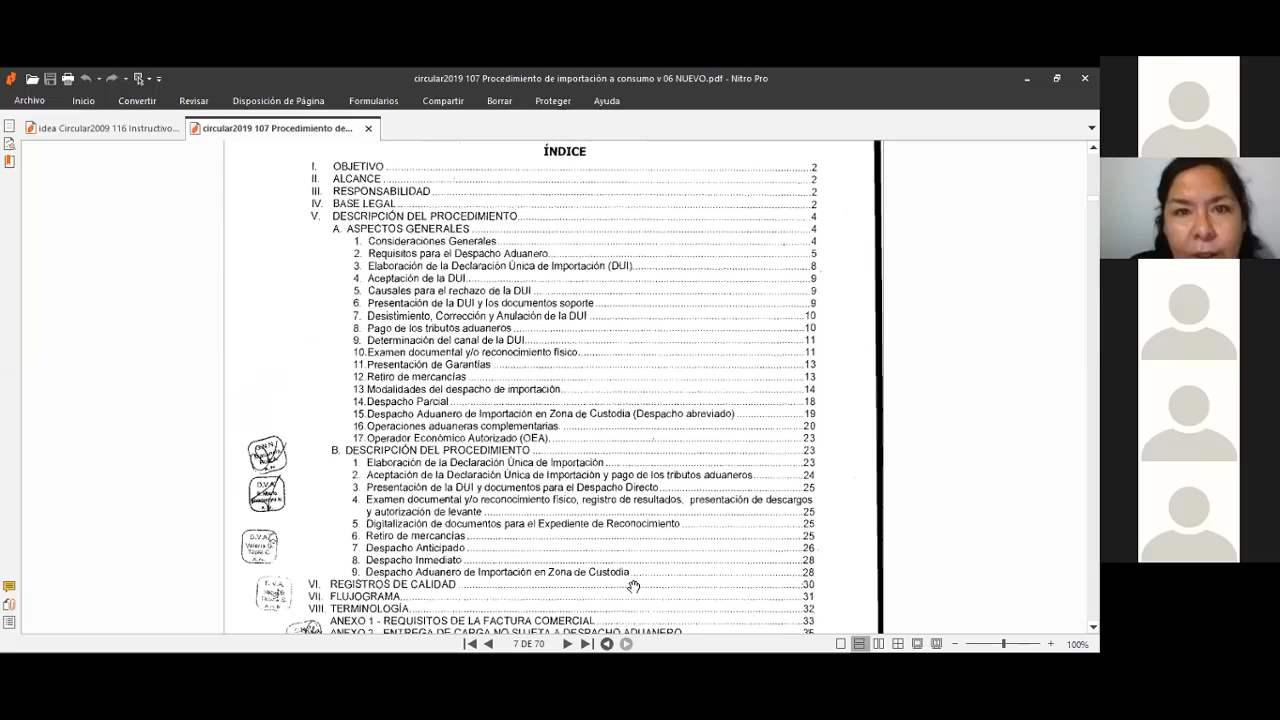 circular2019 107 Procedimiento de importación a consumo v 06 NUEVO.pdf - Nitro Pro
Archivo Inicio Convertir Revisar Disposición de Página Formularios Compartir Borrar Proteger Ayuda
idea Circular2009 116 Instructivo... circular2019 107 Procedimiento de...
ÍNDICE
I. OBJETIVO 2
II. ALCANCE 2
III. RESPONSABILIDAD 2
IV. BASE LEGAL 2
V. DESCRIPCIÓN DEL PROCEDIMIENTO 4
A. ASPECTOS GENERALES 4
1. Consideraciones Generales 4
2. Requisitos para el Despacho Aduanero 5
3. Elaboración de la Declaración Única de Importación (DUI) 8
4. Aceptación de la DUI 9
5. Causales para el rechazo de la DUI 9
6. Presentación de la DUI y los documentos soporte 9
7. Desistimiento, Corrección y Anulación de la DUI 10
8. Pago de los tributos aduaneros 10
9. Determinación del canal de la DUI 11
10. Examen documental y/o reconocimiento físico 11
11. Presentación de Garantías 13
12. Retiro de mercancías 13
13. Modalidades del despacho de importación 14
14. Despacho Parcial 18
15. Despacho Aduanero de Importación en Zona de Custodia (Despacho abreviado) 19
16. Operaciones aduaneras complementarias 20
17. Operador Económico Autorizado (OEA) 23
B. DESCRIPCIÓN DEL PROCEDIMIENTO 23
1. Elaboración de la Declaración Única de Importación 23
2. Aceptación de la Declaración Única de Importación y pago de los tributos aduaneros 24
3. Presentación de la DUI y documentos para el Despacho Directo 25
4. Examen documental y/o reconocimiento físico, registro de resultados, presentación de descargos
y autorización de levante 25
5. Digitalización de documentos para el Expediente de Reconocimiento 25
6. Retiro de mercancías 25
7. Despacho Anticipado 26
8. Despacho Inmediato 28
9. Despacho Aduanero de Importación en Zona de Custodia 28
VI. REGISTROS DE CALIDAD 30
VII. FLUJOGRAMA 31
VIII. TERMINOLOGÍA 32
ANEXO 1 - REQUISITOS DE LA FACTURA COMERCIAL 33
ANEXO 2 - ENTREGA DE CARGA NO SUJETA A DESPACHO ADUANERO 35
7 DE 70
100%